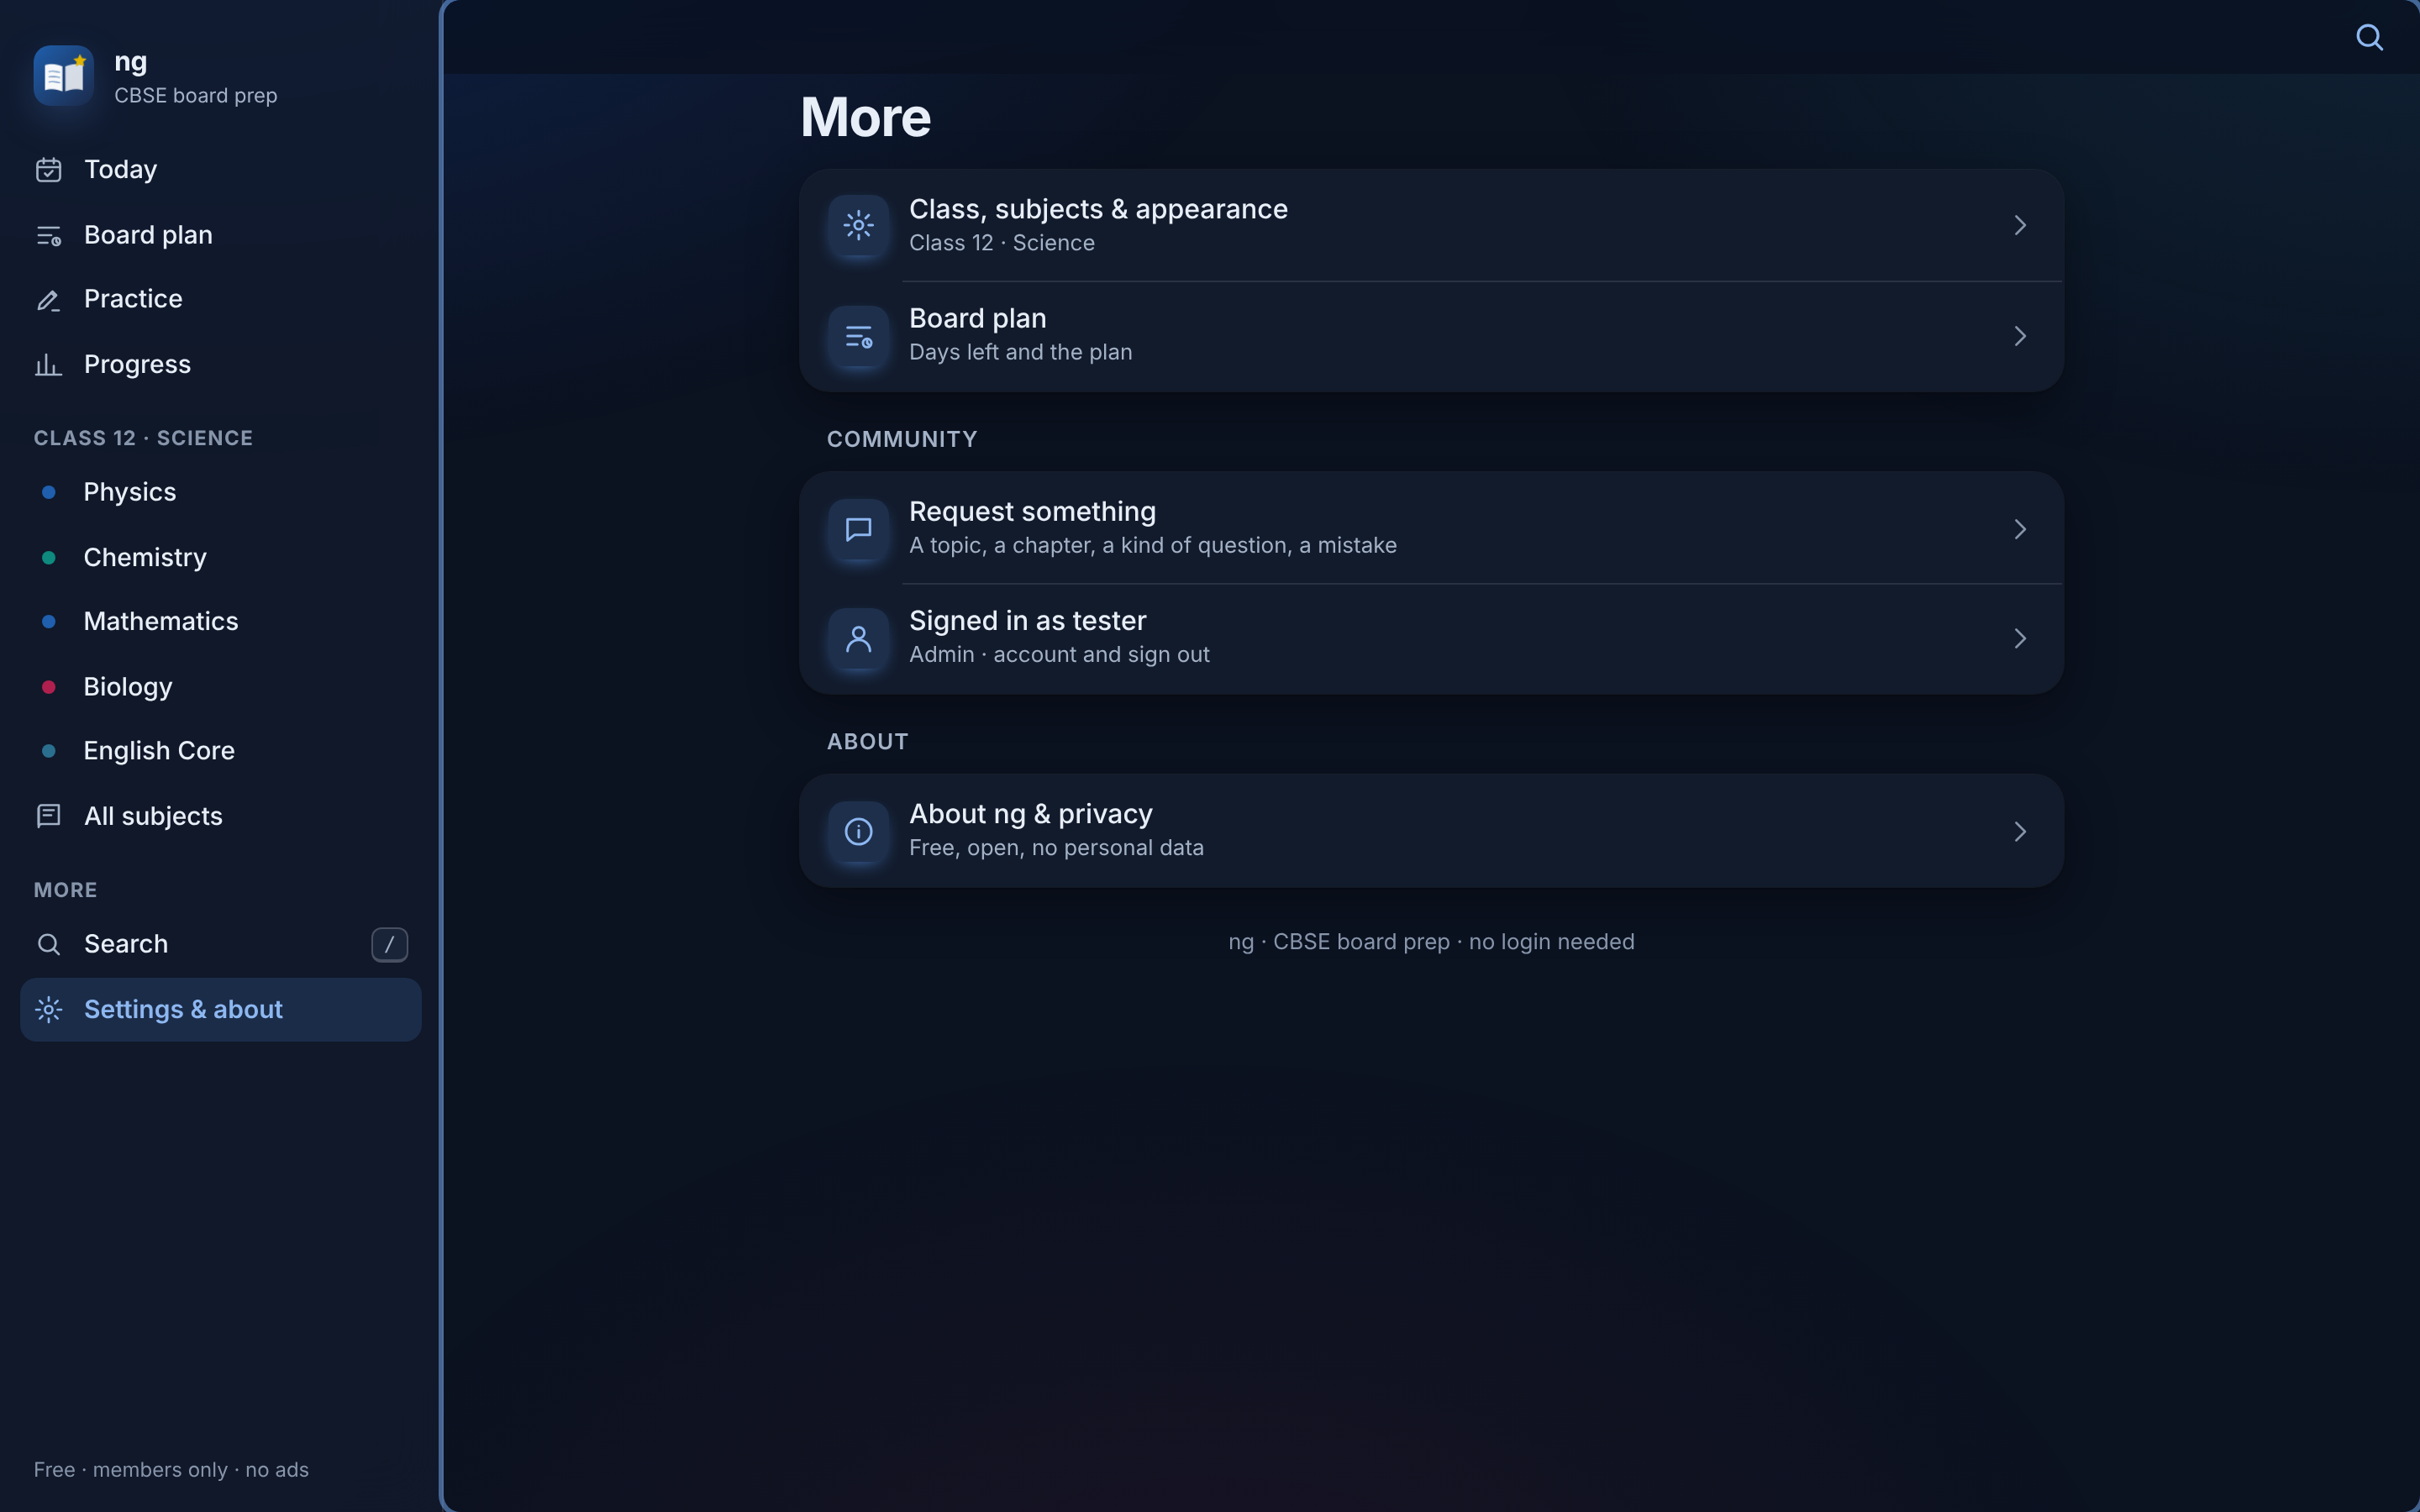 ng
CBSE board prep
Today
Board plan
Practice
Progress
CLASS 12 · SCIENCE
Physics
Chemistry
Mathematics
Biology
English Core
All subjects
MORE
Search /
Settings & about
Free · members only · no ads
More
Class, subjects & appearance
Class 12 · Science
Board plan
Days left and the plan
COMMUNITY
Request something
A topic, a chapter, a kind of question, a mistake
Signed in as tester
Admin · account and sign out
ABOUT
About ng & privacy
Free, open, no personal data
ng · CBSE board prep · no login needed